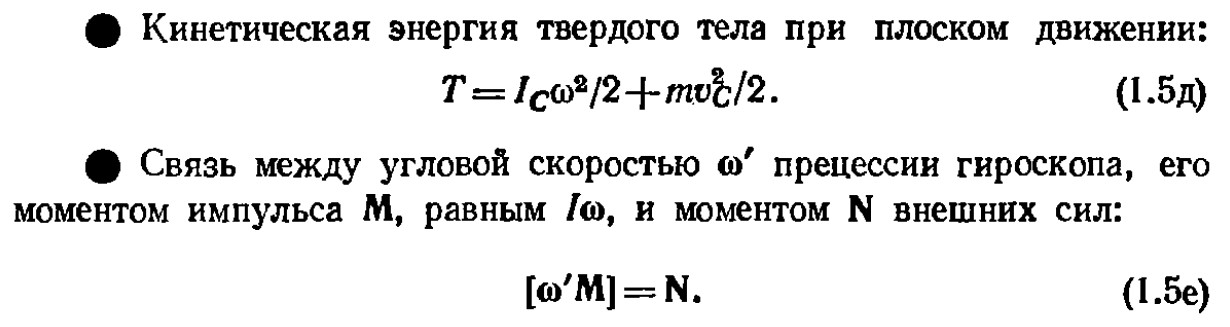 ● Кинетическая энергия твердого тела при плоском движении:
T = I_Cω²/2 + mv²_C/2. (1.5д)
● Связь между угловой скоростью ω′ прецессии гироскопа, его
моментом импульса M, равным Iω, и моментом N внешних сил:
[ω′M] = N. (1.5е)